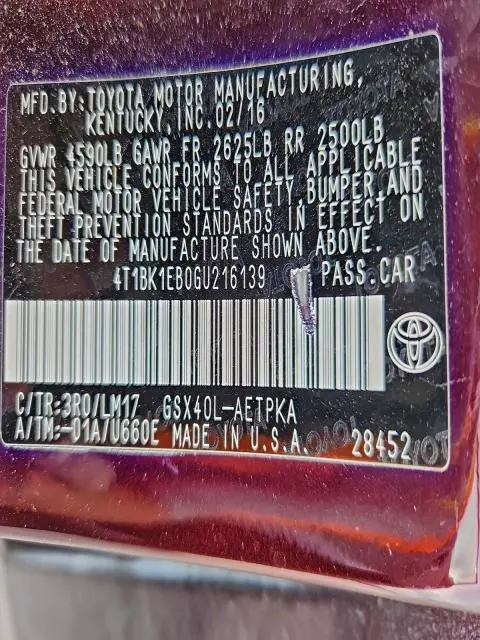 MFD.BY:TOYOTA MOTOR MANUFACTURING,
KENTUCKY,INC.02/16
GVWR 4590LB GAWR FR 2625LB RR 2500LB
THIS VEHICLE CONFORMS TO ALL APPLICABLE
FEDERAL MOTOR VEHICLE SAFETY,BUMPER,AND
THEFT PREVENTION STANDARDS IN EFFECT ON
THE DATE OF MANUFACTURE SHOWN ABOVE.
4T1BK1EB0GU216139 PASS.CAR
C/TR:3R0/LM17 GSX40L-AETPKA
A/TM:-01A/U660E MADE IN U.S.A. 28452